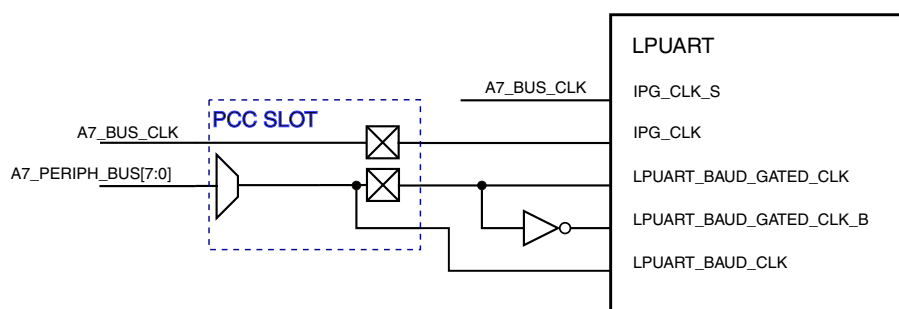 LPUART
A7_BUS_CLK
IPG_CLK_S
PCC SLOT
A7_BUS_CLK
IPG_CLK
A7_PERIPH_BUS[7:0]
LPUART_BAUD_GATED_CLK
LPUART_BAUD_GATED_CLK_B
LPUART_BAUD_CLK